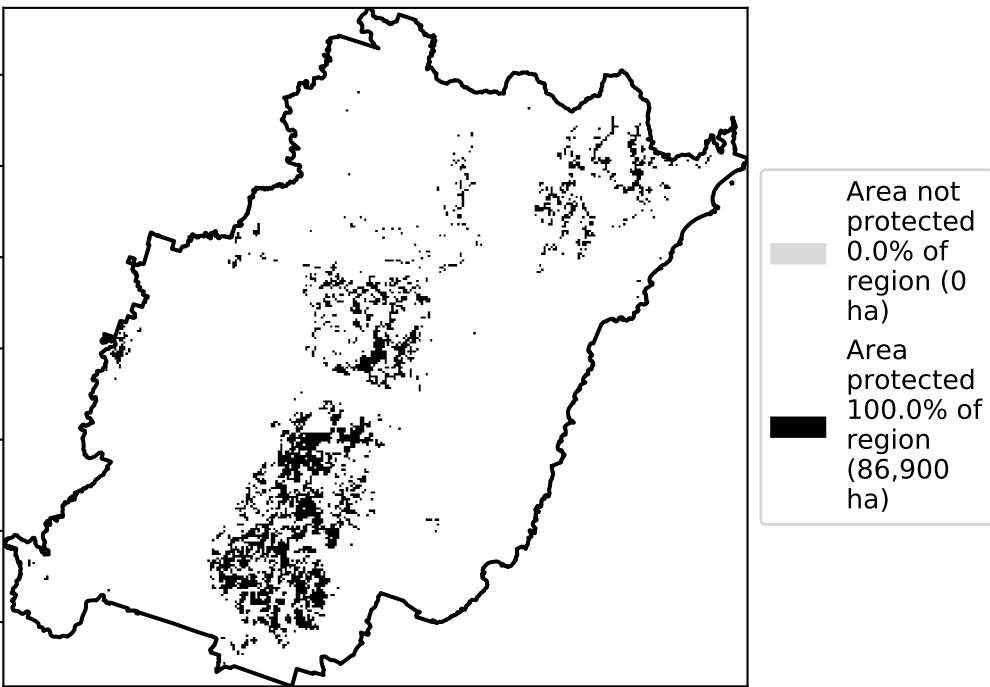 Area not
protected
0.0% of
region (0
ha)
Area
protected
100.0% of
region
(86,900
ha)